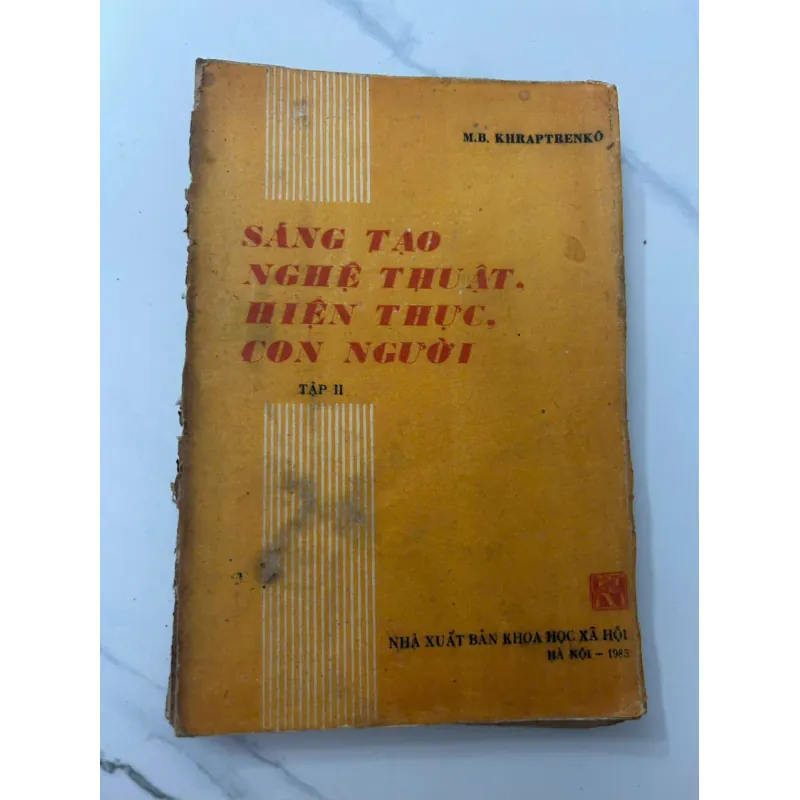 M.B. KHRAPTRENKÔ
SÁNG TẠO
NGHỆ THUẬT,
HIỆN THỰC,
CON NGƯỜI
TẬP II
NHÀ XUẤT BẢN KHOA HỌC XÃ HỘI
HÀ NỘI - 1985